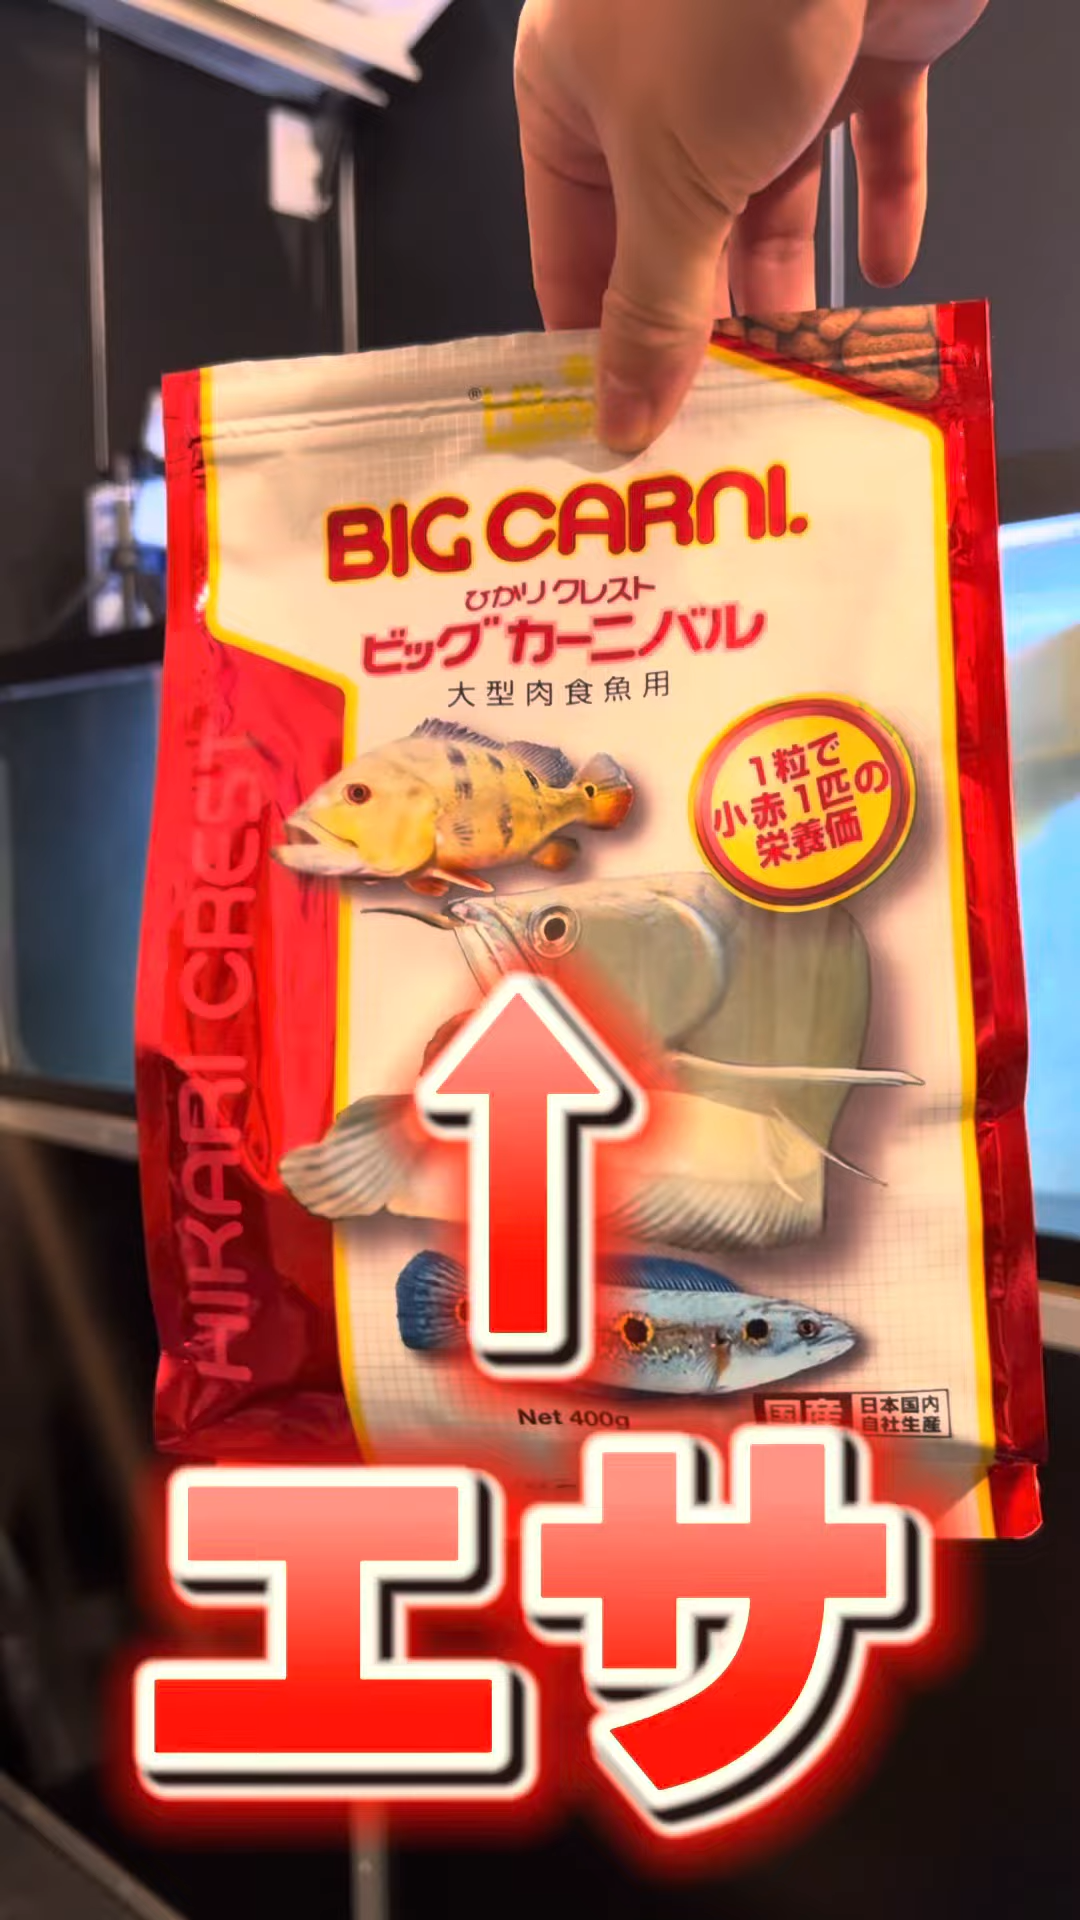 BIG CARNI.
ひかりクレスト
ビッグカーニバル
大型肉食魚用
1粒で
小赤1匹の
栄養価
HIKARI CREST
Net 400g
国産
日本国内
自社生産
エサ